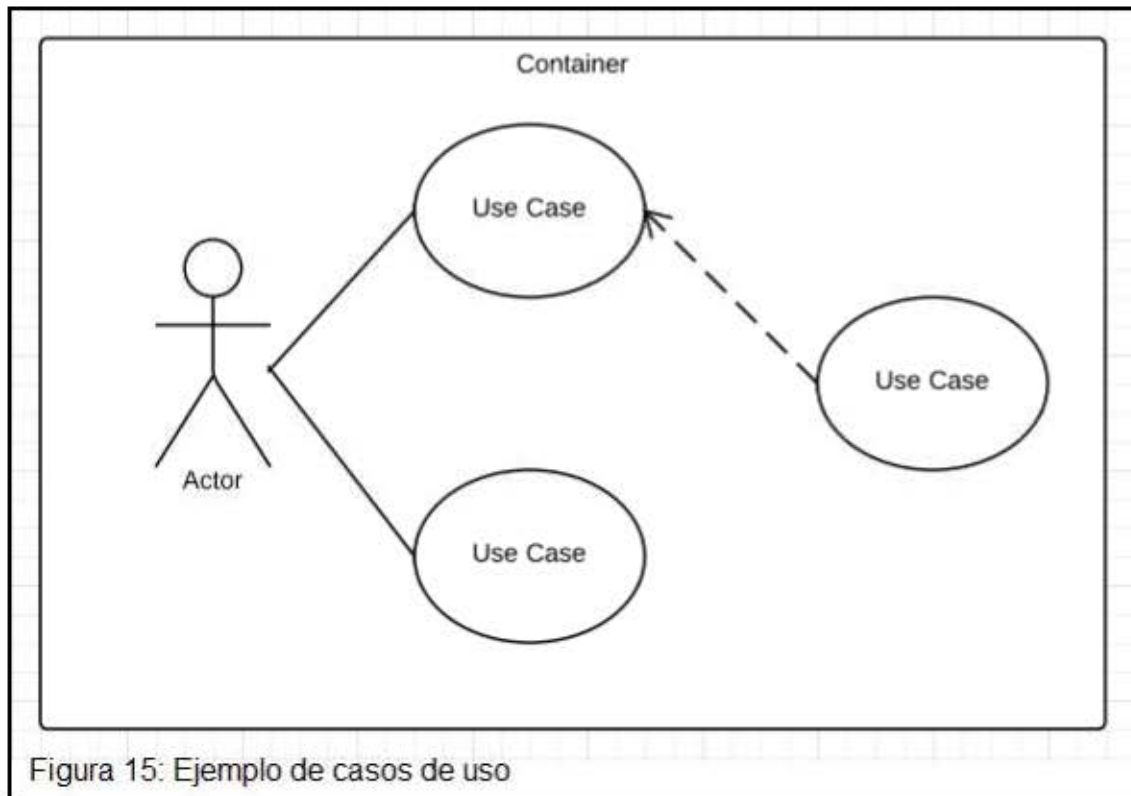 Container
Use Case
Use Case
Actor
Use Case
Figura 15: Ejemplo de casos de uso